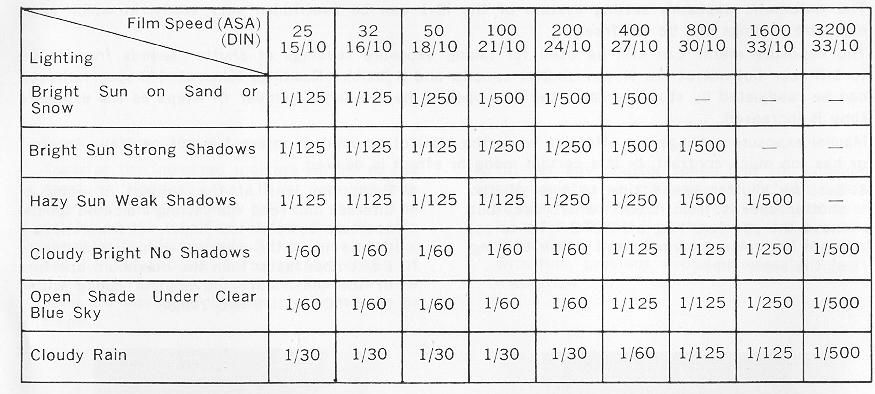 Film Speed (ASA) 25 32 50 100 200 400 800 1600 3200
(DIN) 15/10 16/10 18/10 21/10 24/10 27/10 30/10 33/10 33/10
Lighting
Bright Sun on Sand or Snow 1/125 1/125 1/250 1/500 1/500 1/500 — — —
Bright Sun Strong Shadows 1/125 1/125 1/125 1/250 1/250 1/500 1/500 — —
Hazy Sun Weak Shadows 1/125 1/125 1/125 1/125 1/250 1/250 1/500 1/500 —
Cloudy Bright No Shadows 1/60 1/60 1/60 1/60 1/60 1/125 1/125 1/250 1/500
Open Shade Under Clear Blue Sky 1/60 1/60 1/60 1/60 1/60 1/125 1/125 1/250 1/500
Cloudy Rain 1/30 1/30 1/30 1/30 1/30 1/60 1/125 1/125 1/500